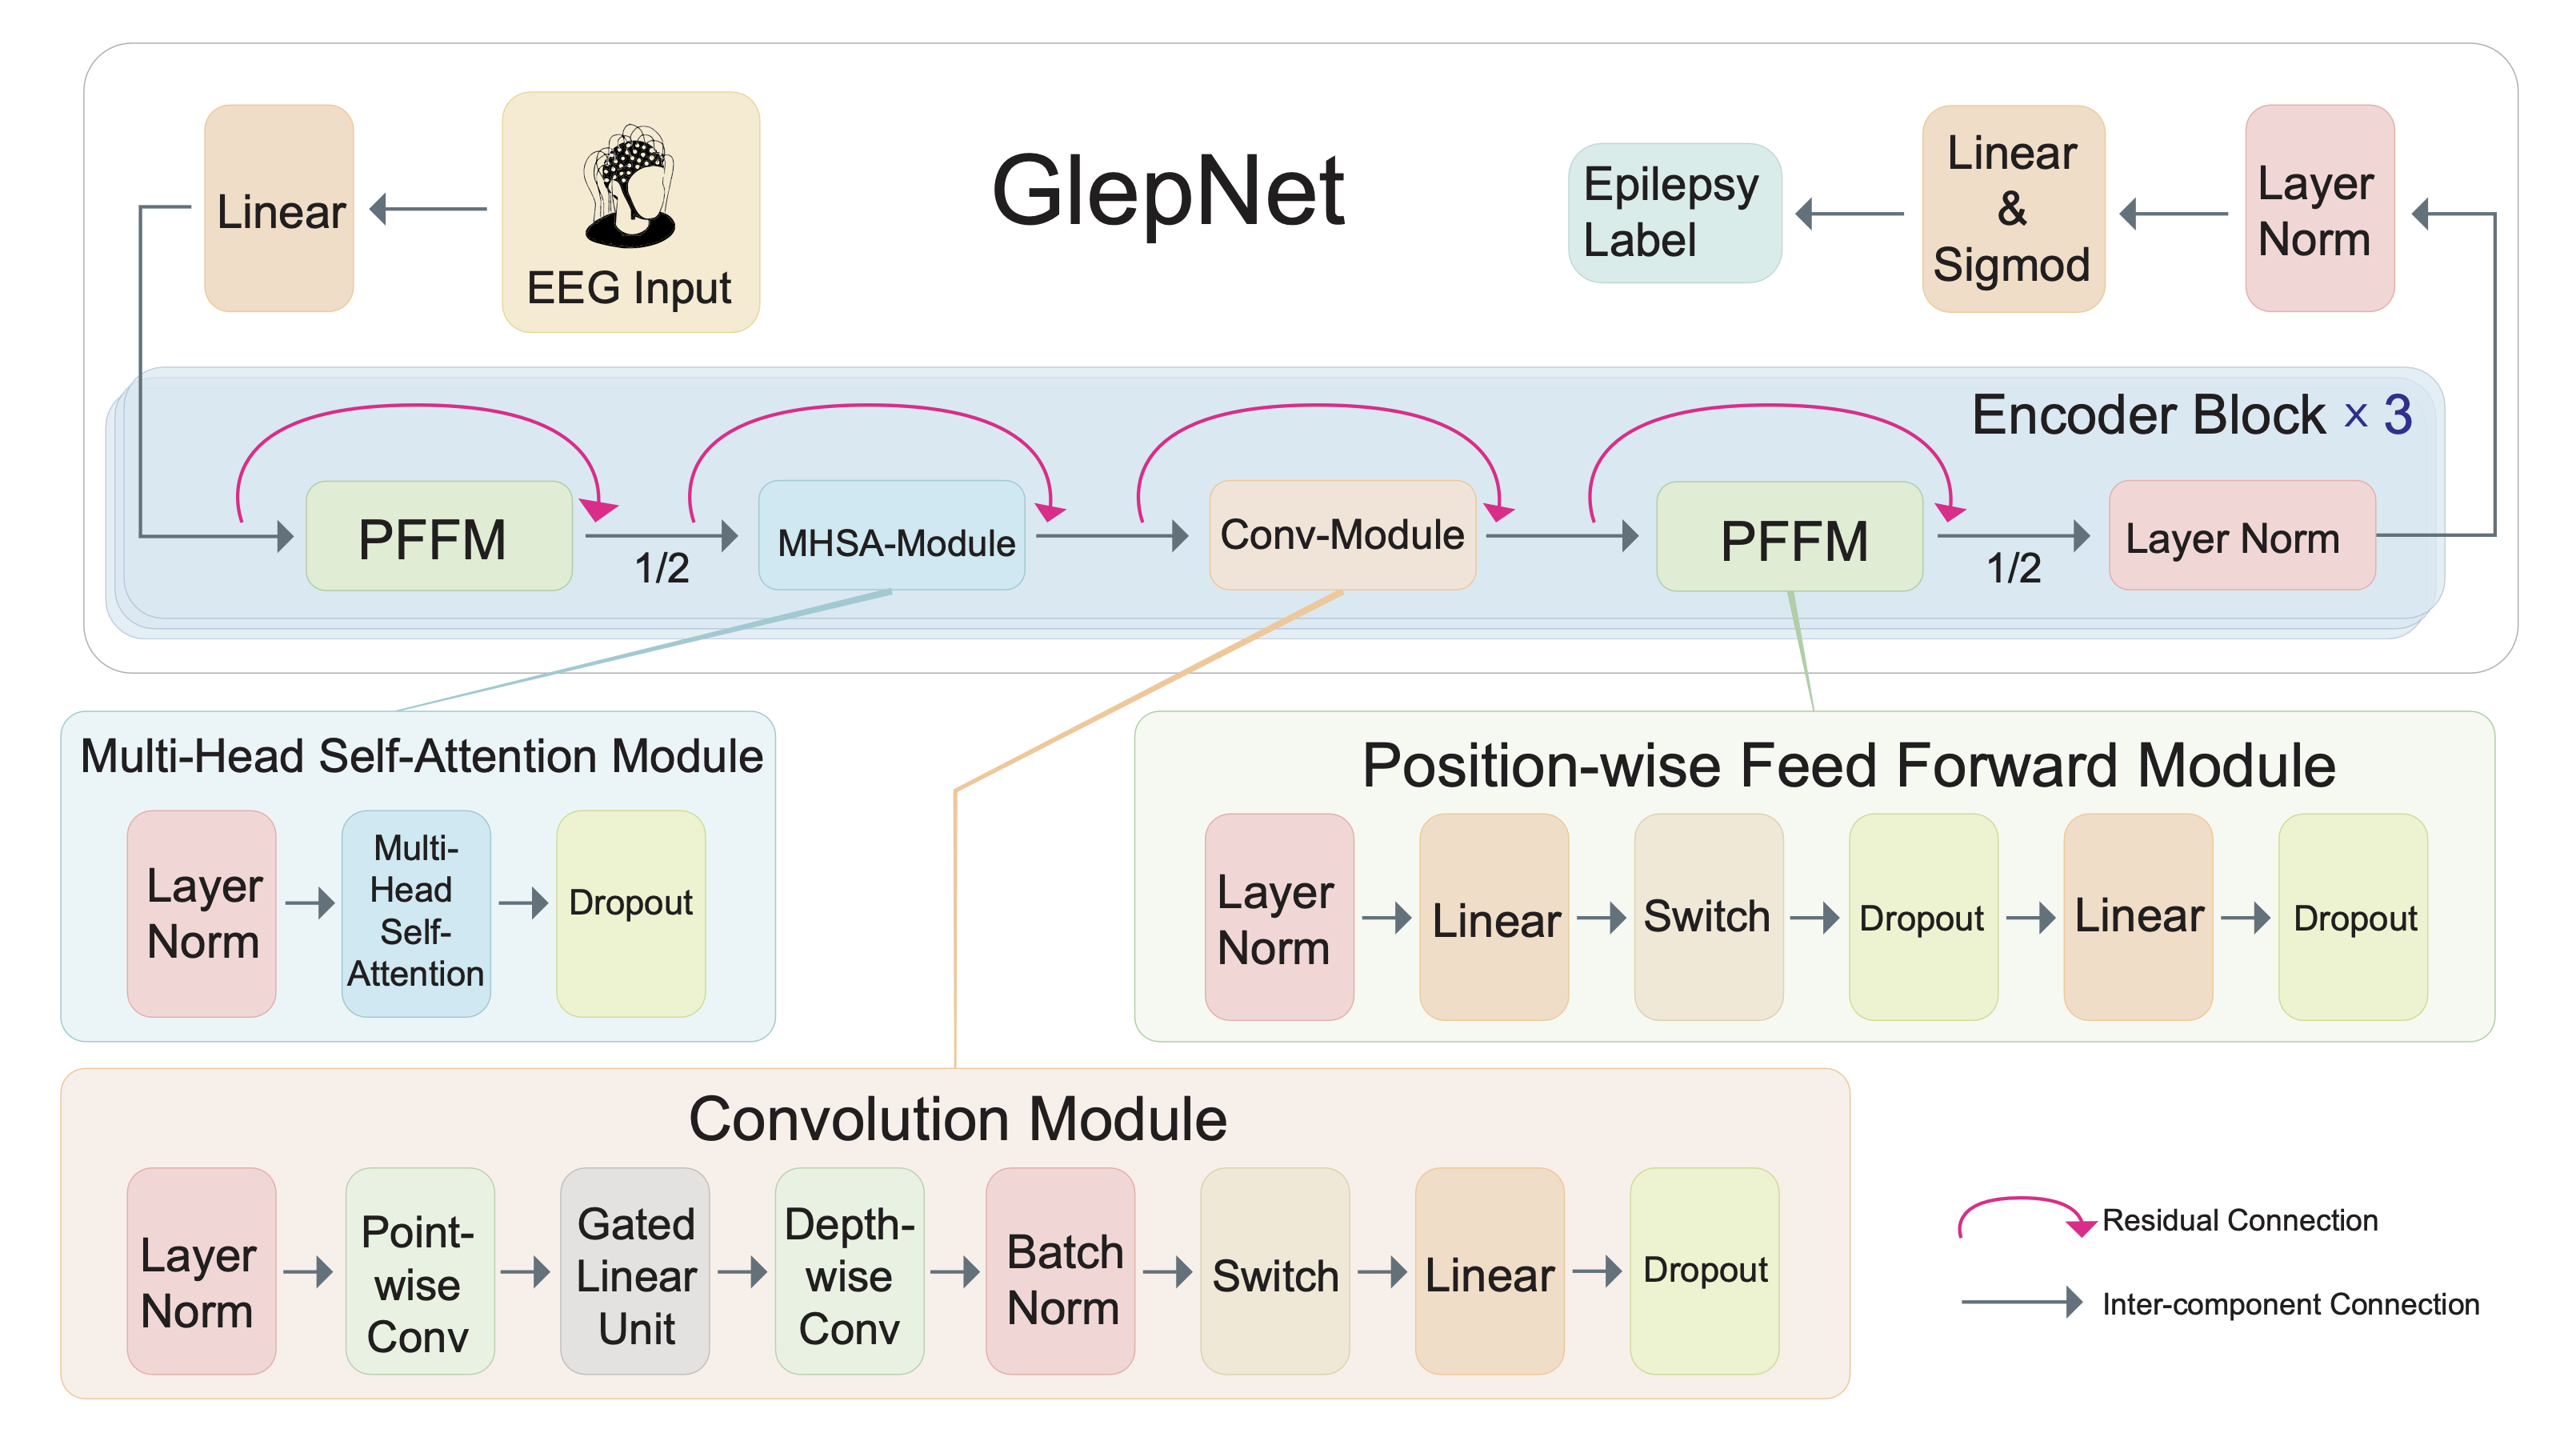 GlepNet
EEG Input
Linear
Epilepsy
Label
Linear
&
Sigmod
Layer
Norm
Encoder Block × 3
PFFM
1/2
MHSA-Module
Conv-Module
PFFM
1/2
Layer Norm
Multi-Head Self-Attention Module
Layer
Norm
Multi-
Head
Self-
Attention
Dropout
Position-wise Feed Forward Module
Layer
Norm
Linear
Switch
Dropout
Linear
Dropout
Convolution Module
Layer
Norm
Point-
wise
Conv
Gated
Linear
Unit
Depth-
wise
Conv
Batch
Norm
Switch
Linear
Dropout
Residual Connection
Inter-component Connection